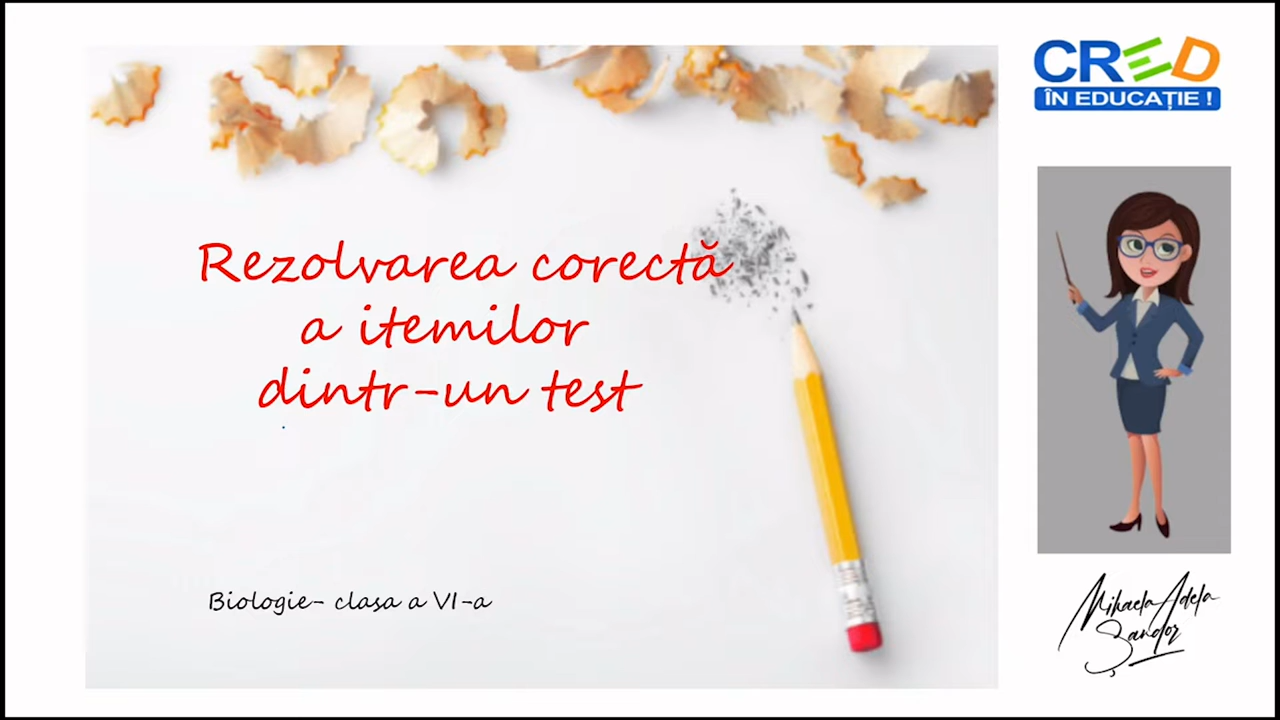 Rezolvarea corectă
a itemilor
dintr-un test
Biologie- clasa a VI-a
CRED
ÎN EDUCAȚIE !
Mihaela Adela
Șandor